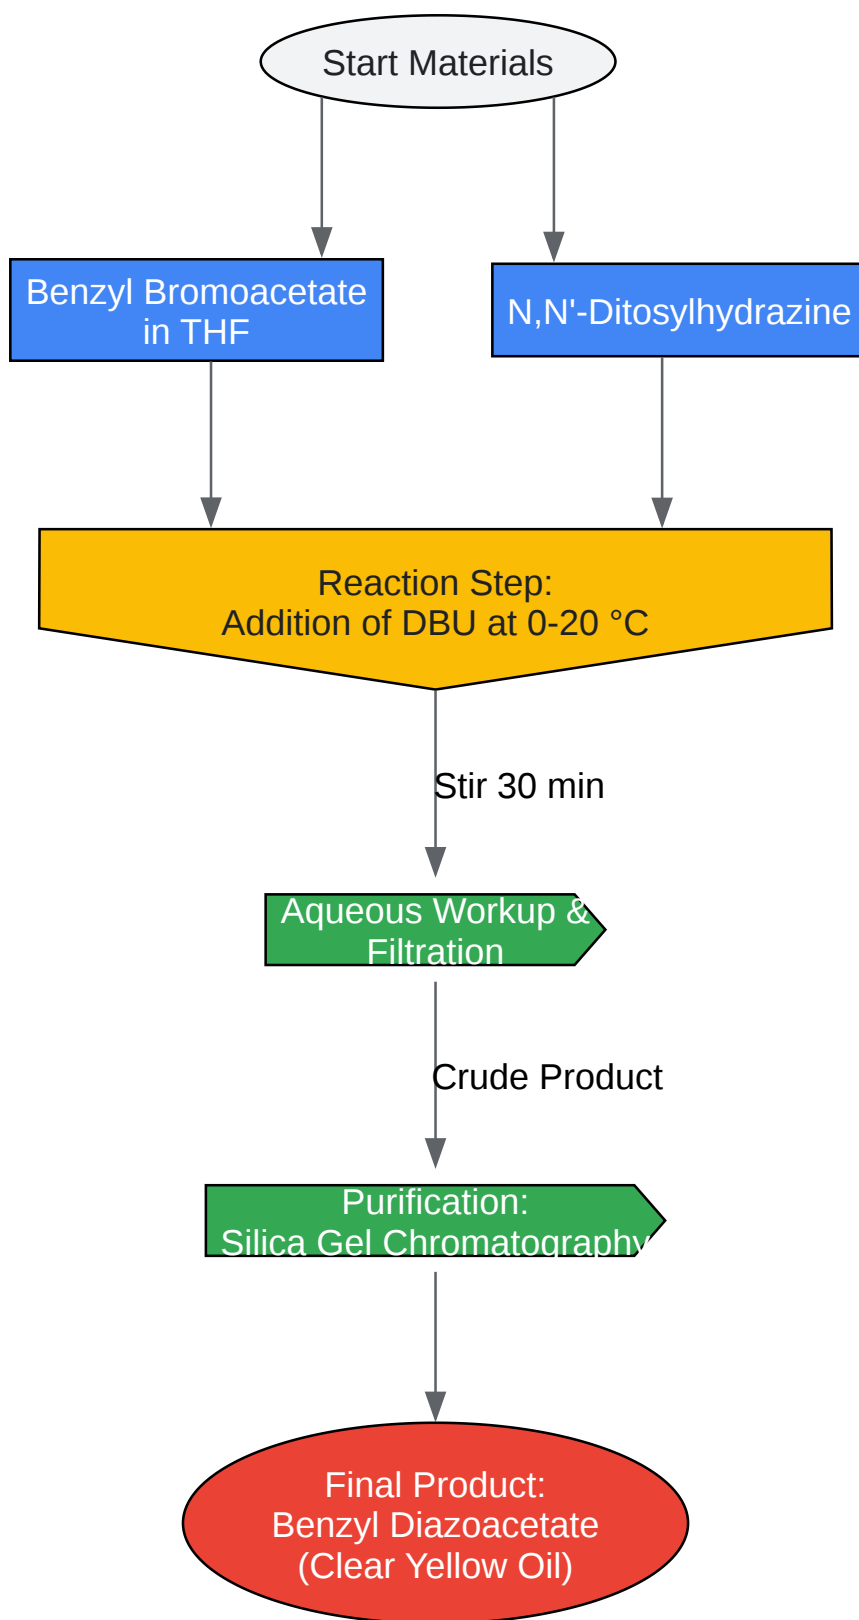 Start Materials
Benzyl Bromoacetate
in THF
N,N'-Ditosylhydrazine
Reaction Step:
Addition of DBU at 0-20 °C
Stir 30 min
Aqueous Workup &
Filtration
Crude Product
Purification:
Silica Gel Chromatography
Final Product:
Benzyl Diazoacetate
(Clear Yellow Oil)